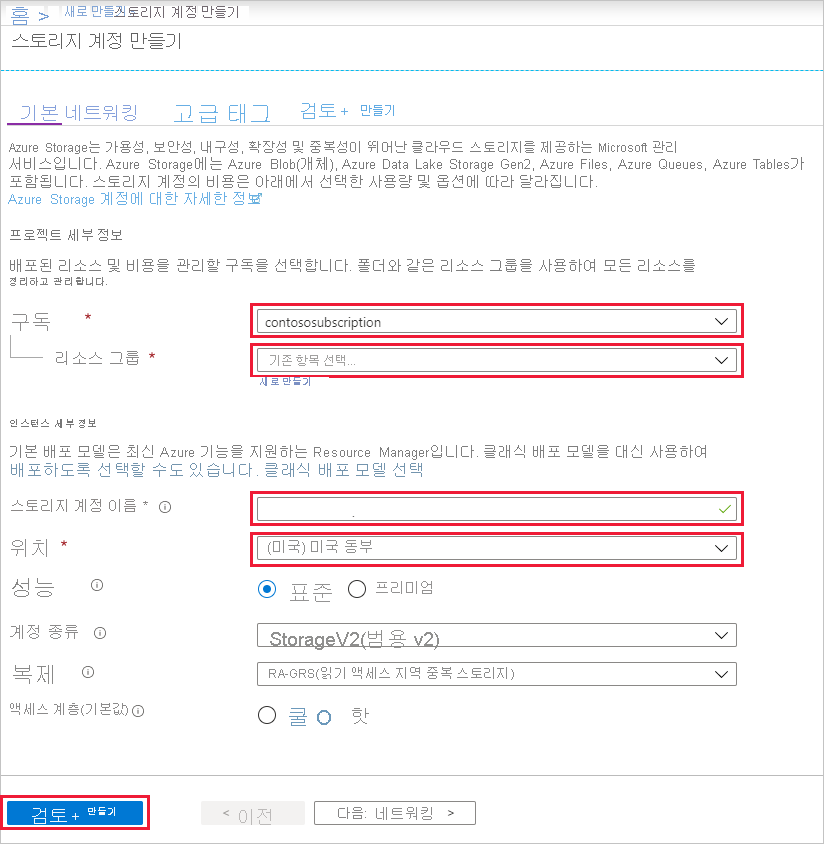 홈 > 새로 만들기 스토리지 계정 만들기
스토리지 계정 만들기
기본 네트워킹 고급 태그 검토 + 만들기
Azure Storage는 가용성, 보안성, 내구성, 확장성 및 중복성이 뛰어난 클라우드 스토리지를 제공하는 Microsoft 관리
서비스입니다. Azure Storage에는 Azure Blob(개체), Azure Data Lake Storage Gen2, Azure Files, Azure Queues, Azure Tables가
포함됩니다. 스토리지 계정의 비용은 아래에서 선택한 사용량 및 옵션에 따라 달라집니다.
Azure Storage 계정에 대한 자세한 정보
프로젝트 세부 정보
배포된 리소스 및 비용을 관리할 구독을 선택합니다. 폴더와 같은 리소스 그룹을 사용하여 모든 리소스를
정리하고 관리합니다.
구독 * contososubscription
리소스 그룹 * 기존 항목 선택...
새로 만들기
인스턴스 세부 정보
기본 배포 모델은 최신 Azure 기능을 지원하는 Resource Manager입니다. 클래식 배포 모델을 대신 사용하여
배포하도록 선택할 수도 있습니다. 클래식 배포 모델 선택
스토리지 계정 이름 *
위치 * (미국) 미국 동부
성능 표준 프리미엄
계정 종류 StorageV2(범용 v2)
복제 RA-GRS(읽기 액세스 지역 중복 스토리지)
액세스 계층(기본값) 쿨 핫
검토 + 만들기 < 이전 다음: 네트워킹 >